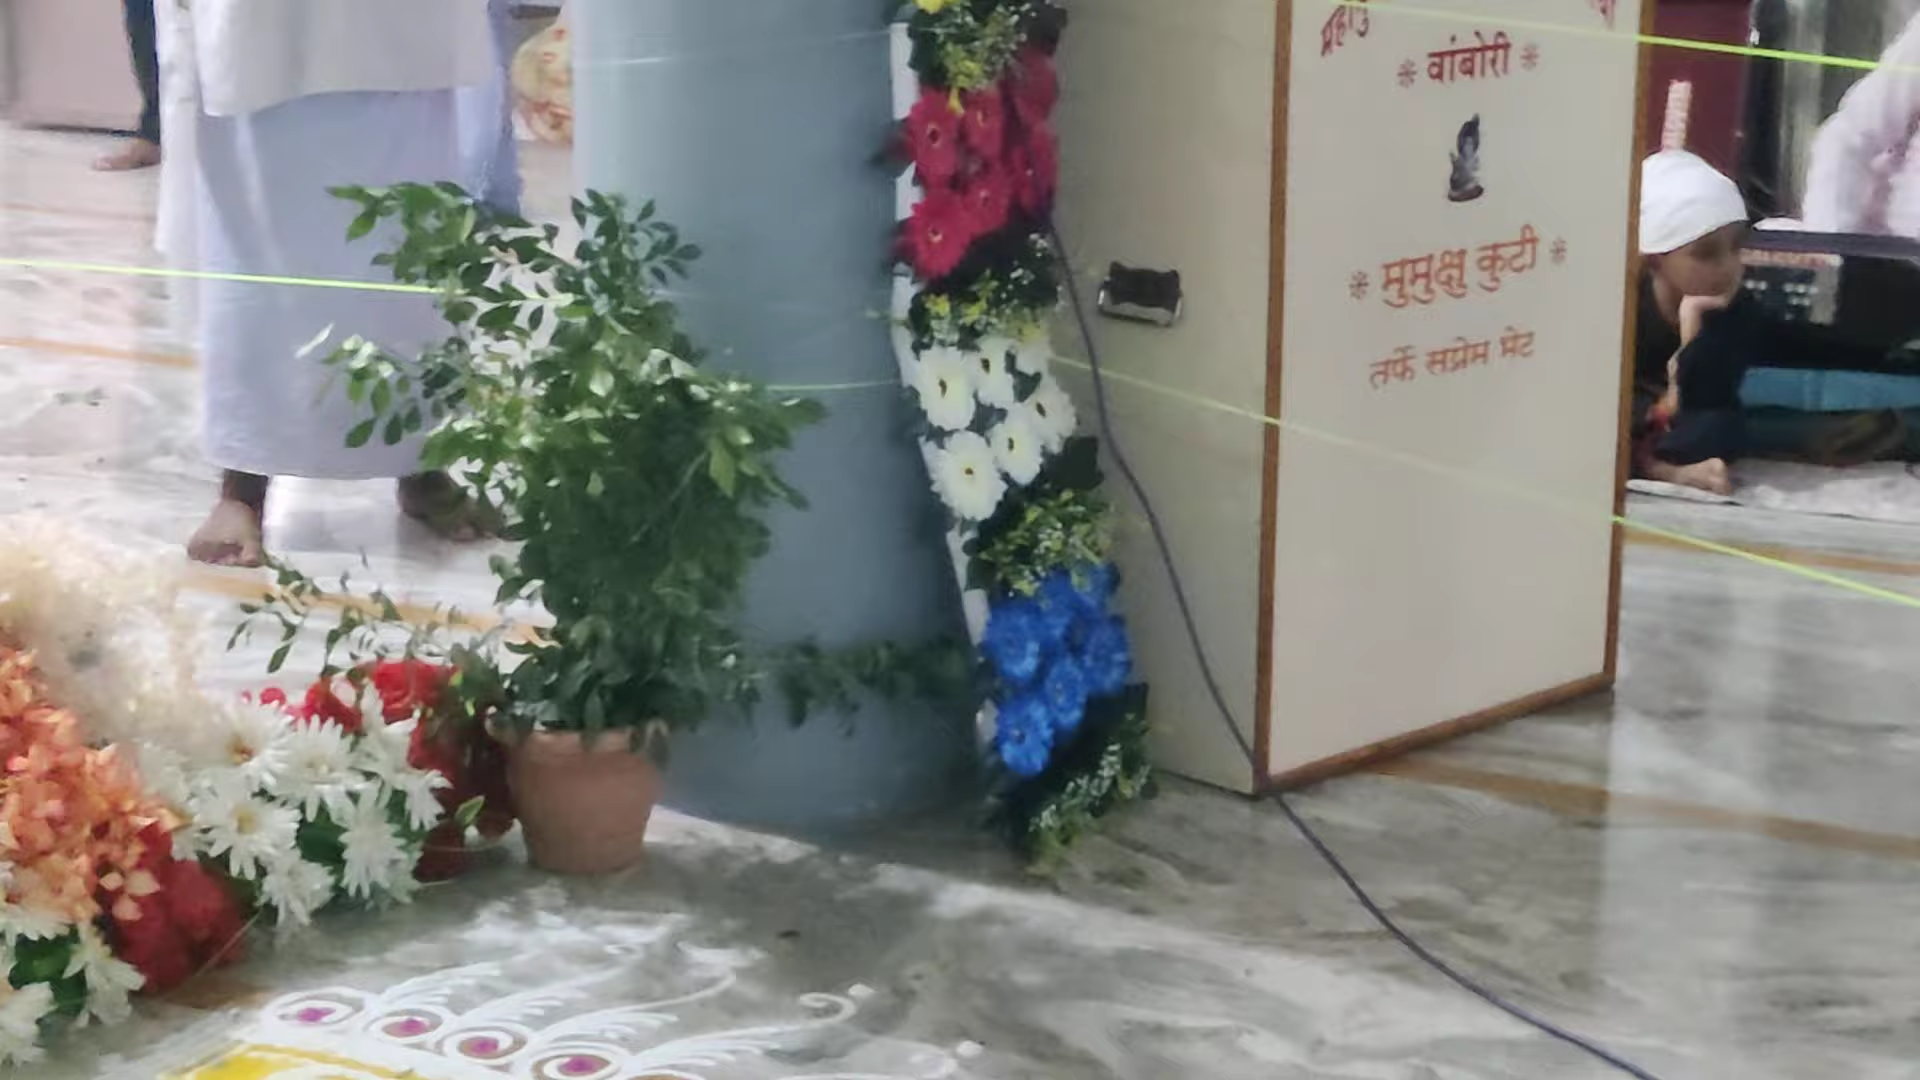 ❋ वांबोरी ❋
❋ मुमुक्षु कुटी ❋
तर्फे सप्रेम भेट